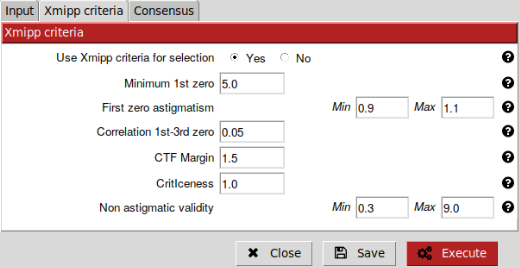 Input Xmipp criteria Consensus
Xmipp criteria
Use Xmipp criteria for selection Yes No
Minimum 1st zero 5.0
First zero astigmatism Min 0.9 Max 1.1
Correlation 1st-3rd zero 0.05
CTF Margin 1.5
CritIceness 1.0
Non astigmatic validity Min 0.3 Max 9.0
Close Save Execute